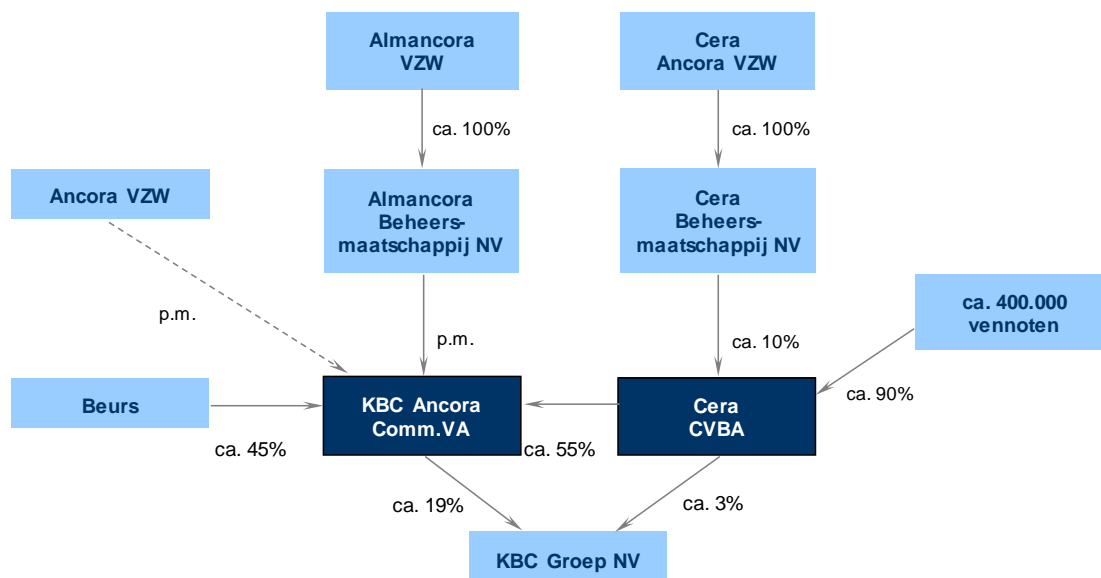 Almancora
VZW
Cera
Ancora VZW
ca. 100%
ca. 100%
Ancora VZW
Almancora
Beheers-
maatschappij NV
Cera
Beheers-
maatschappij NV
ca. 400.000
vennoten
p.m.
p.m.
ca. 10%
ca. 90%
Beurs
KBC Ancora
Comm.VA
Cera
CVBA
ca. 45%
ca. 55%
ca. 19%
ca. 3%
KBC Groep NV